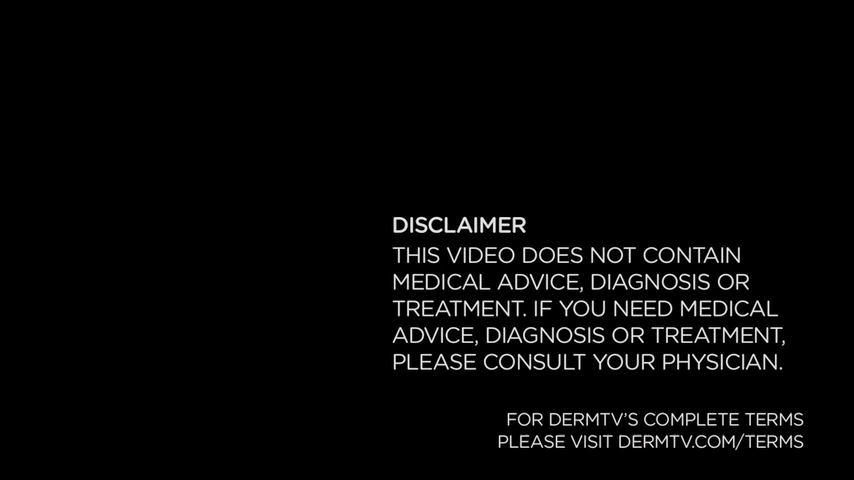 DISCLAIMER
THIS VIDEO DOES NOT CONTAIN
MEDICAL ADVICE, DIAGNOSIS OR
TREATMENT. IF YOU NEED MEDICAL
ADVICE, DIAGNOSIS OR TREATMENT,
PLEASE CONSULT YOUR PHYSICIAN.
FOR DERMTV'S COMPLETE TERMS
PLEASE VISIT DERMTV.COM/TERMS